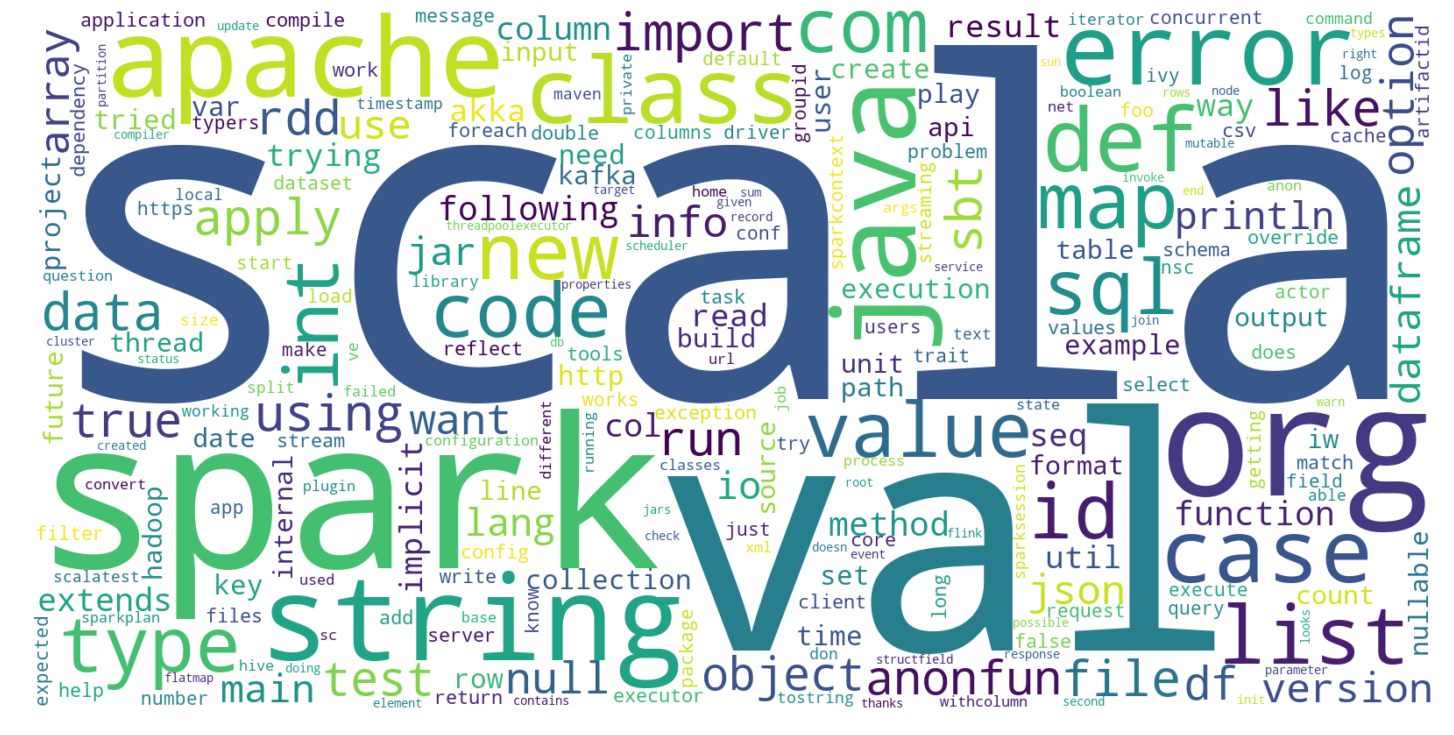 scala
val
spark
org
apache
class
java
string
error
def
com
import
new
code
map
sql
type
value
case
list
int
data
id
true
using
apply
info
null
object
anonfun
file
df
version
test
main
json
io
run
col
want
lang
rdd
use
array
option
like
dataframe
println
sbt
jar
following
result
application
update
compile
message
column
input
default
create
play
api
user
groupid
iterator
concurrent
command
types
right
sun
ivy
log
boolean
node
net
rows
foo
way
csv
cache
artifactid
partition
dependency
project
tried
compiler
var
typers
work
timestamp
akka
maven
private
foreach
double
columns
driver
need
kafka
trying
dataset
local
https
question
start
library
threadpoolexecutor
target
home
sum
given
record
conf
scheduler
properties
task
read
build
url
users
text
service
execution
args
streaming
sparkcontext
problem
mutable
invoke
end
anon
table
schema
override
nsc
actor
values
join
output
example
does
select
unit
trait
path
thread
size
cluster
status
future
load
make
ve
split
failed
reflect
db
tools
http
works
exception
job
working
created
date
stream
configuration
different
running
convert
hadoop
app
internal
plugin
implicit
line
config
filter
source
classes
just
jars
check
xml
try
process
root
method
core
event
doesn
flink
state
seq
format
sparksession
getting
warn
iw
match
field
able
function
util
set
client
long
time
don
request
possible
false
response
execute
query
count
looks
nullable
scalatest
key
used
write
collection
know
extends
sparkplan
files
sc
add
base
server
package
expected
help
number
flatmap
hive
doing
element
return
contains
row
executor
tostring
structfield
thanks
withcolumn
second
init
parameter